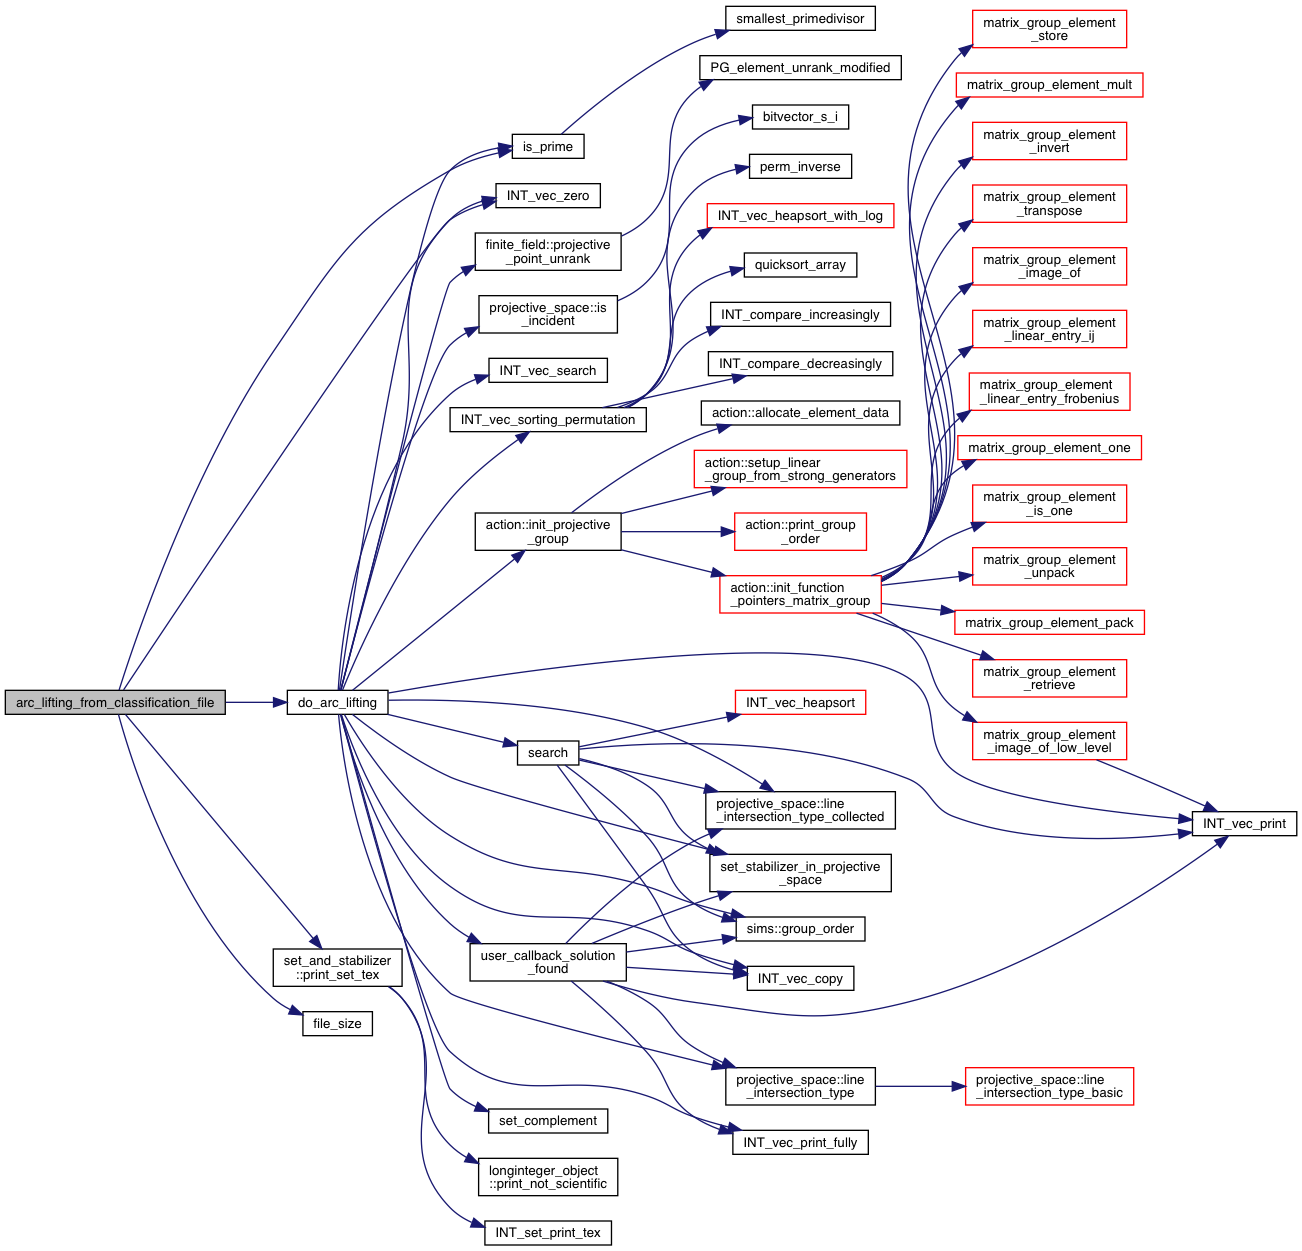 arc_lifting_from_classification_file
do_arc_lifting
set_and_stabilizer
::print_set_tex
file_size
is_prime
INT_vec_zero
finite_field::projective
_point_unrank
projective_space::is
_incident
INT_vec_search
INT_vec_sorting_permutation
action::init_projective
_group
search
user_callback_solution
_found
set_complement
longinteger_object
::print_not_scientific
INT_set_print_tex
smallest_primedivisor
PG_element_unrank_modified
bitvector_s_i
perm_inverse
INT_vec_heapsort_with_log
quicksort_array
INT_compare_increasingly
INT_compare_decreasingly
action::allocate_element_data
action::setup_linear
_group_from_strong_generators
action::print_group
_order
action::init_function
_pointers_matrix_group
INT_vec_heapsort
projective_space::line
_intersection_type_collected
set_stabilizer_in_projective
_space
sims::group_order
INT_vec_copy
projective_space::line
_intersection_type
INT_vec_print_fully
matrix_group_element
_store
matrix_group_element_mult
matrix_group_element
_invert
matrix_group_element
_transpose
matrix_group_element
_image_of
matrix_group_element
_linear_entry_ij
matrix_group_element
_linear_entry_frobenius
matrix_group_element_one
matrix_group_element
_is_one
matrix_group_element
_unpack
matrix_group_element_pack
matrix_group_element
_retrieve
matrix_group_element
_image_of_low_level
projective_space::line
_intersection_type_basic
INT_vec_print